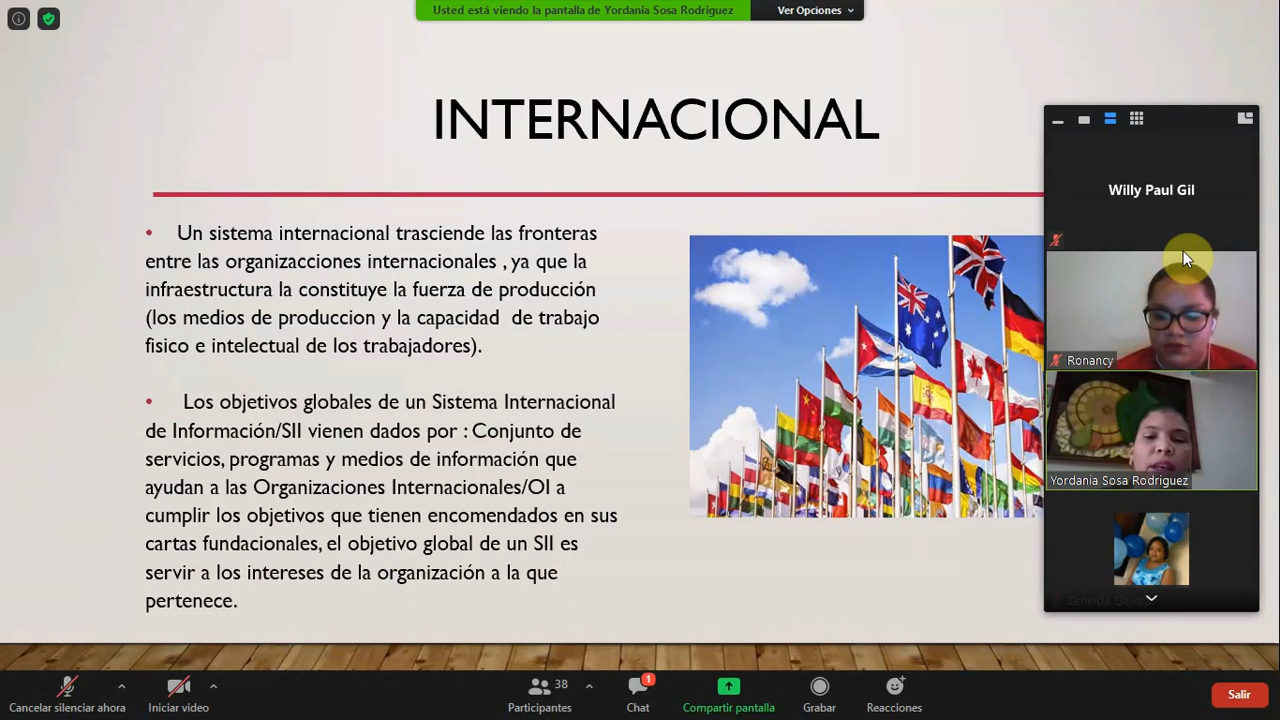 Usted está viendo la pantalla de Yordania Sosa Rodriguez
Ver Opciones
INTERNACIONAL
• Un sistema internacional trasciende las fronteras
entre las organizacciones internacionales , ya que la
infraestructura la constituye la fuerza de producción
(los medios de produccion y la capacidad de trabajo
fisico e intelectual de los trabajadores).
• Los objetivos globales de un Sistema Internacional
de Información/SII vienen dados por : Conjunto de
servicios, programas y medios de información que
ayudan a las Organizaciones Internacionales/OI a
cumplir los objetivos que tienen encomendados en sus
cartas fundacionales, el objetivo global de un SII es
servir a los intereses de la organización a la que
pertenece.
Willy Paul Gil
Ronancy
Yordania Sosa Rodriguez
Cancelar silenciar ahora
Iniciar video
38
Participantes
1
Chat
Compartir pantalla
Grabar
Reacciones
Salir